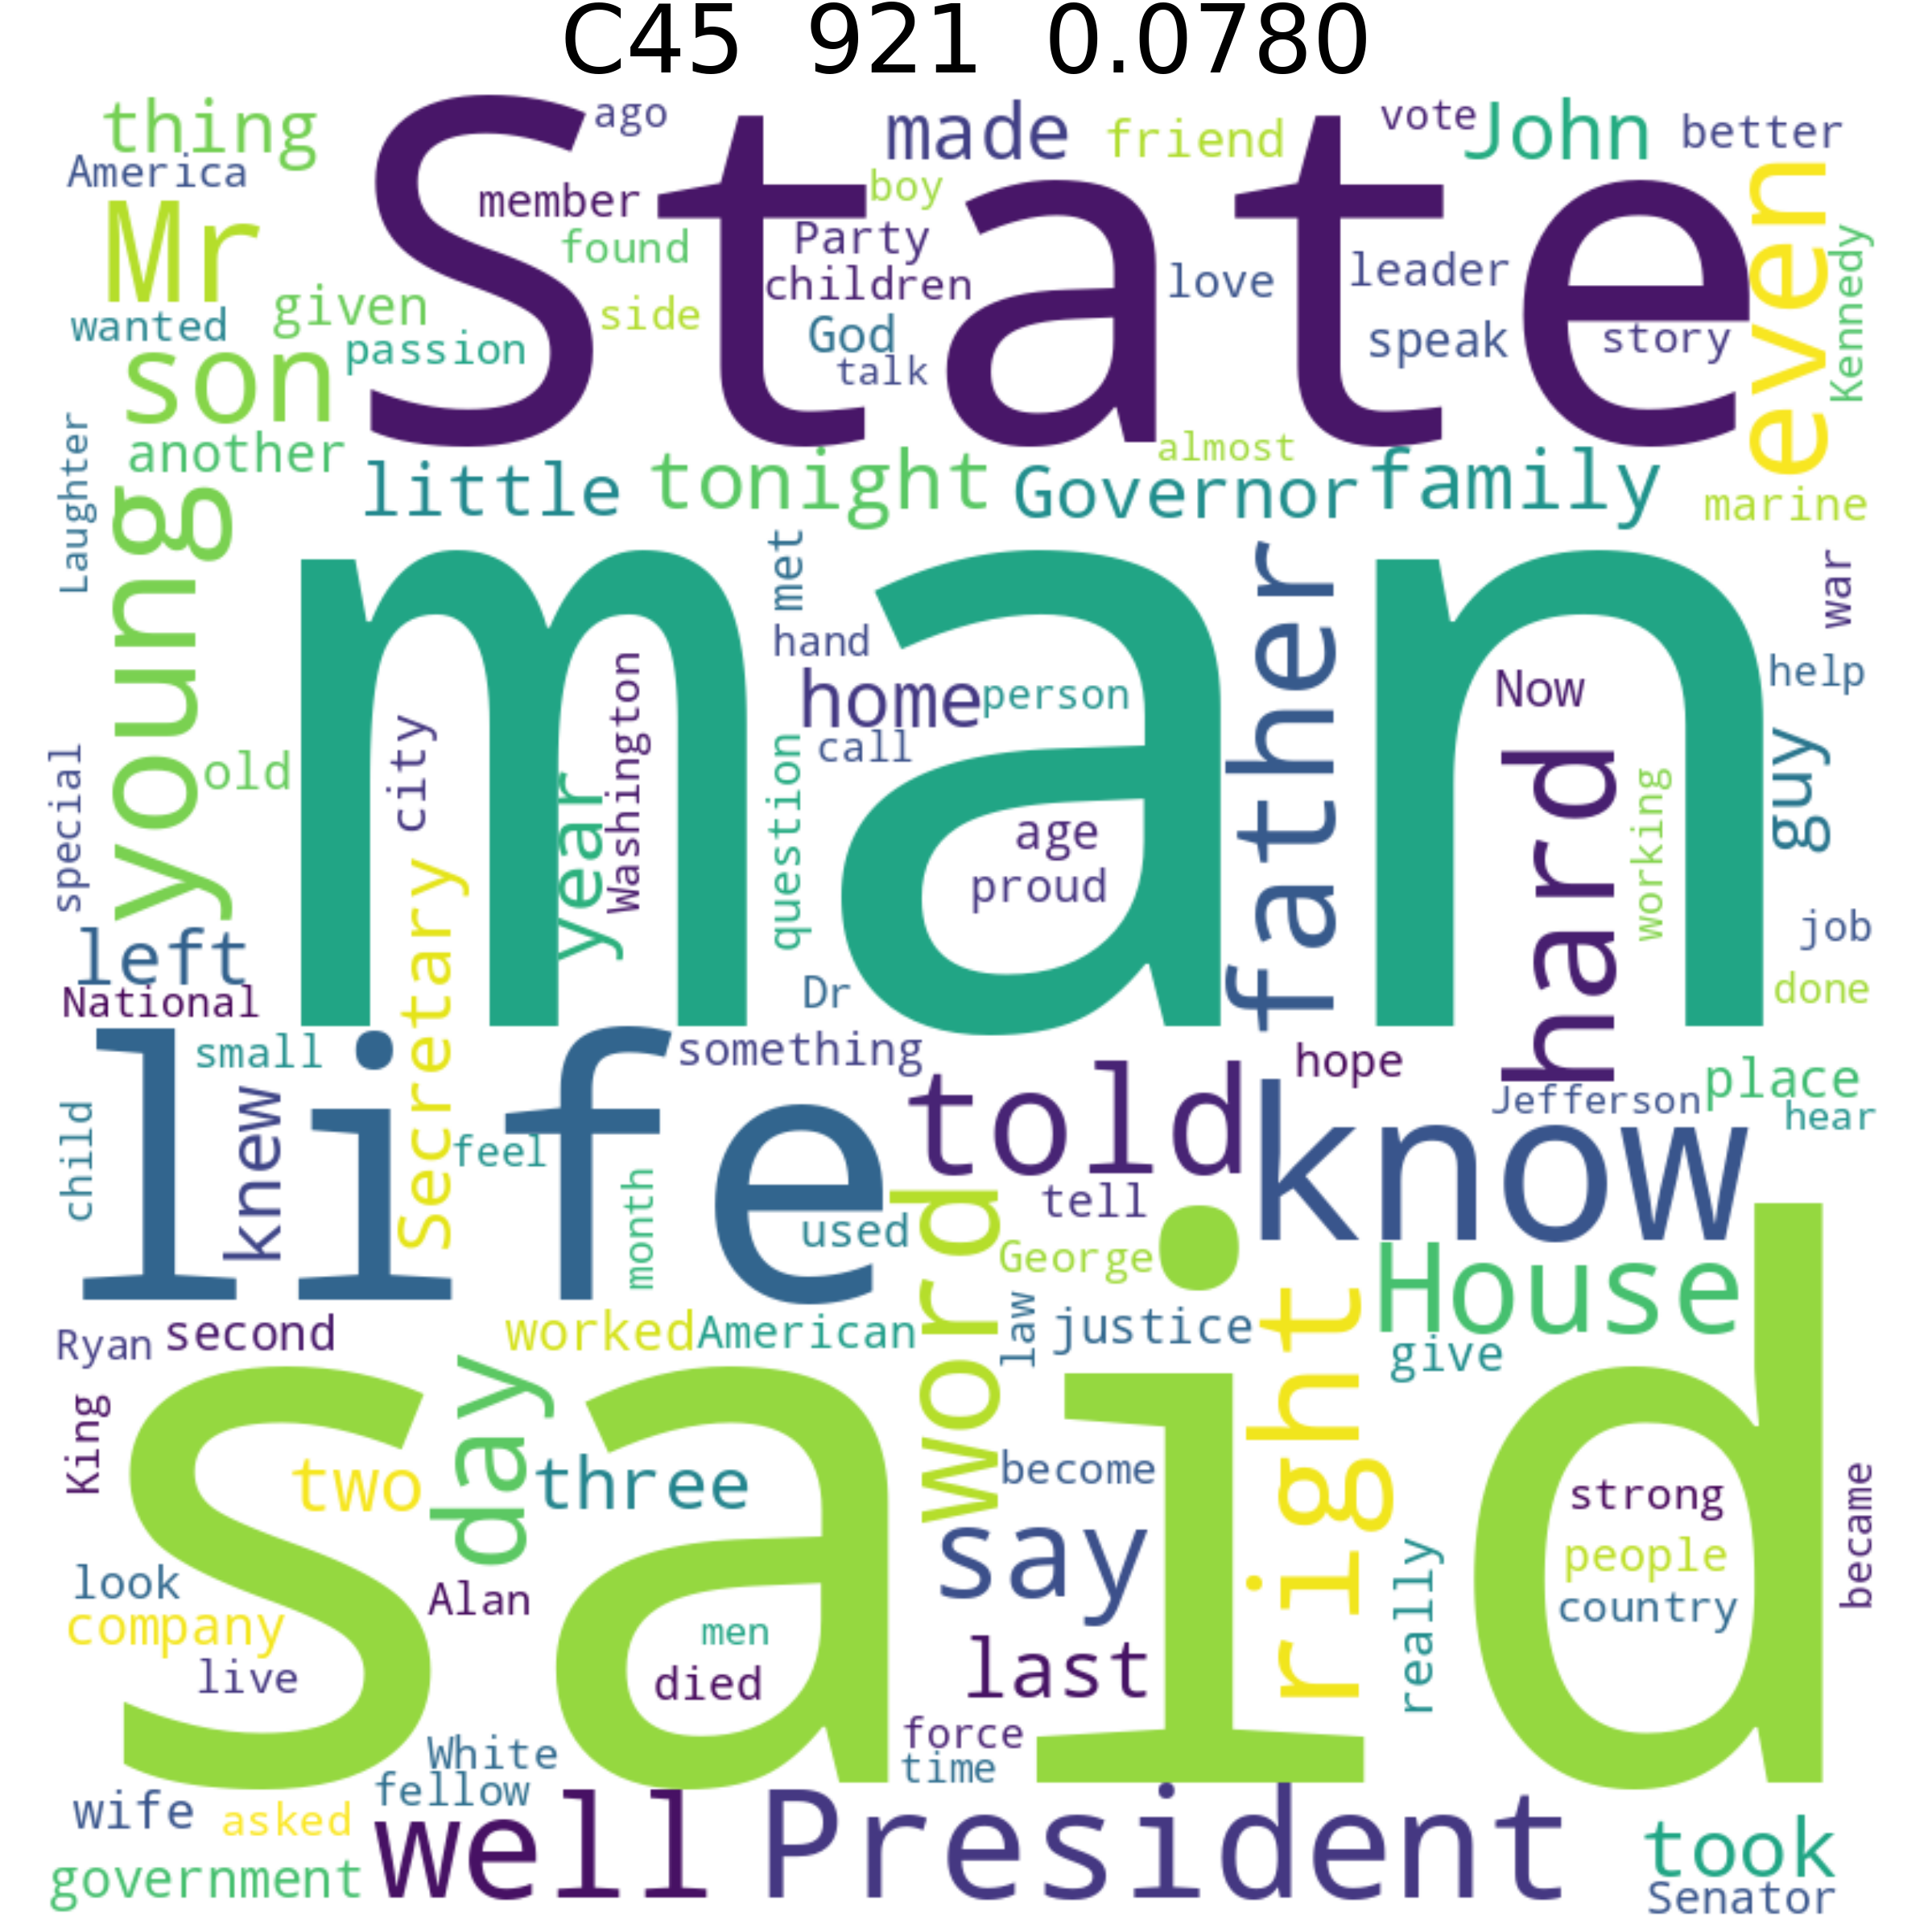 C45 921 0.0780
thing
State
ago
made
friend
vote
John
better
America
member
boy
even
Mr
found
Party
Kennedy
children
love
leader
given
side
God
speak
story
wanted
passion
talk
son
Laughter
another
little
tonight
almost
Governor
family
marine
young
man
met
father
war
hand
Now
help
home
person
city
Washington
call
hard
working
guy
special
old
year
question
age
proud
left
Secretary
job
National
Dr
done
life
small
something
told
hope
place
knew
know
Jefferson
hear
child
feel
month
used
word
tell
George
right
House
Ryan
second
worked
American
law
justice
give
King
said
day
two
three
become
strong
became
look
Alan
say
really
people
company
men
country
live
died
last
White
force
time
wife
asked
fellow
well
President
took
government
Senator